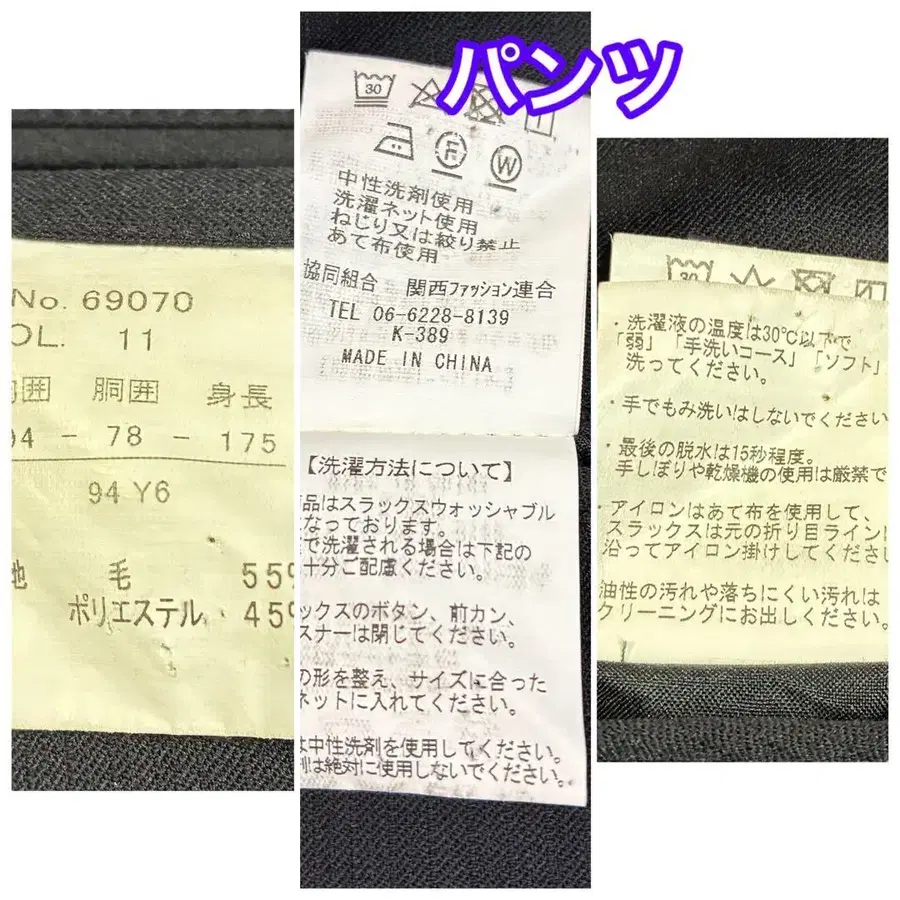 パンツ
No. 69070
OL. 11
囲 胴囲 身長
94 - 78 - 175
94 Y6
地 毛 55%
ポリエステル 45%
30
F
W
中性洗剤使用
洗濯ネット使用
ねじり又は絞り禁止
あて布使用
協同組合 関西ファッション連合
TEL 06-6228-8139
K-389
MADE IN CHINA
【洗濯方法について】
品はスラックスウォッシャブル
なっております。
で洗濯される場合は下記の
十分ご配慮ください。
ックスのボタン、前カン、
スナーは閉じてください。
の形を整え、サイズに合った
ネットに入れてください。
は中性洗剤を使用してください。
剤は絶対に使用しないでください。
30
・洗濯液の温度は30℃以下で
「弱」「手洗いコース」「ソフト」
洗ってください。
・手でもみ洗いはしないでください
・最後の脱水は15秒程度。
手しぼりや乾燥機の使用は厳禁で
・アイロンはあて布を使用して、
スラックスは元の折り目ラインに
沿ってアイロン掛けしてください
油性の汚れや落ちにくい汚れは
クリーニングにお出しください。